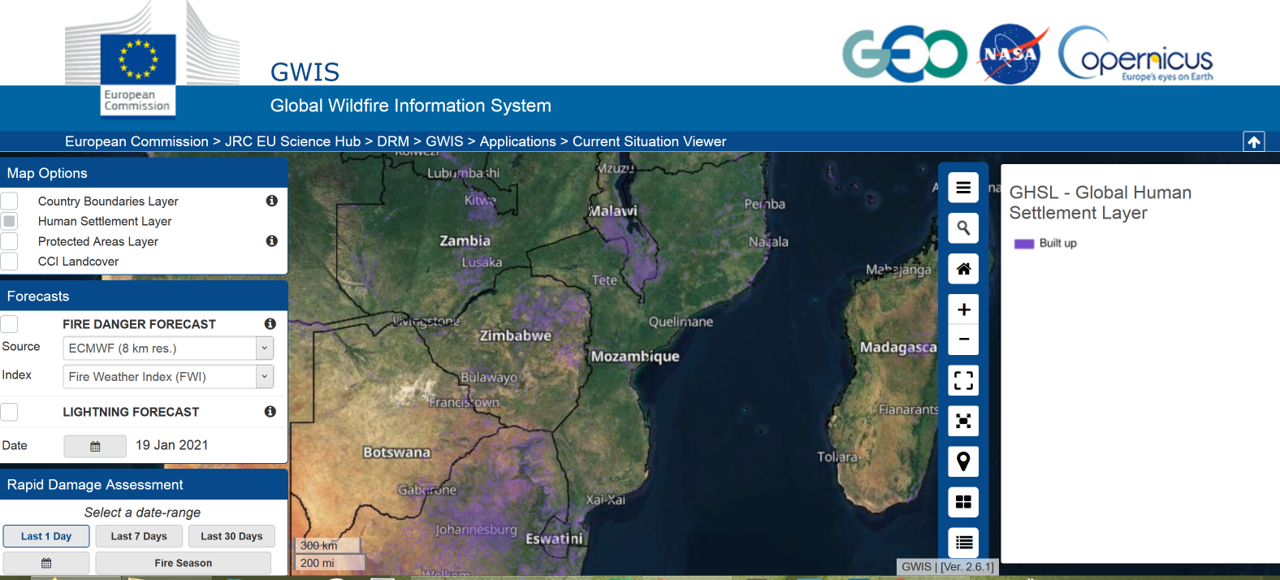 European
Commission
GWIS
Global Wildfire Information System
GEO
NASA
opernicus
Europe's eyes on Earth
European Commission > JRC EU Science Hub > DRM > GWIS > Applications > Current Situation Viewer
Map Options
Country Boundaries Layer
Human Settlement Layer
Protected Areas Layer
CCI Landcover
Forecasts
FIRE DANGER FORECAST
Source
ECMWF (8 km res.)
Index
Fire Weather Index (FWI)
LIGHTNING FORECAST
Date
19 Jan 2021
Rapid Damage Assessment
Select a date-range
Last 1 Day
Last 7 Days
Last 30 Days
Fire Season
Kolwezi
Lubumbashi
Mzuzu
Kitwe
Malawi
Pemba
Zambia
Nacala
Lusaka
Tete
Mahajanga
Livingstone
Quelimane
Zimbabwe
Mozambique
Madagasca
Bulawayo
Francistown
Fianarants
Botswana
Toliara
Gaborone
Xai-Xai
Johannesburg
Eswatini
Welkom
300 km
200 mi
GWIS | [Ver. 2.6.1]
GHSL - Global Human
Settlement Layer
Built up